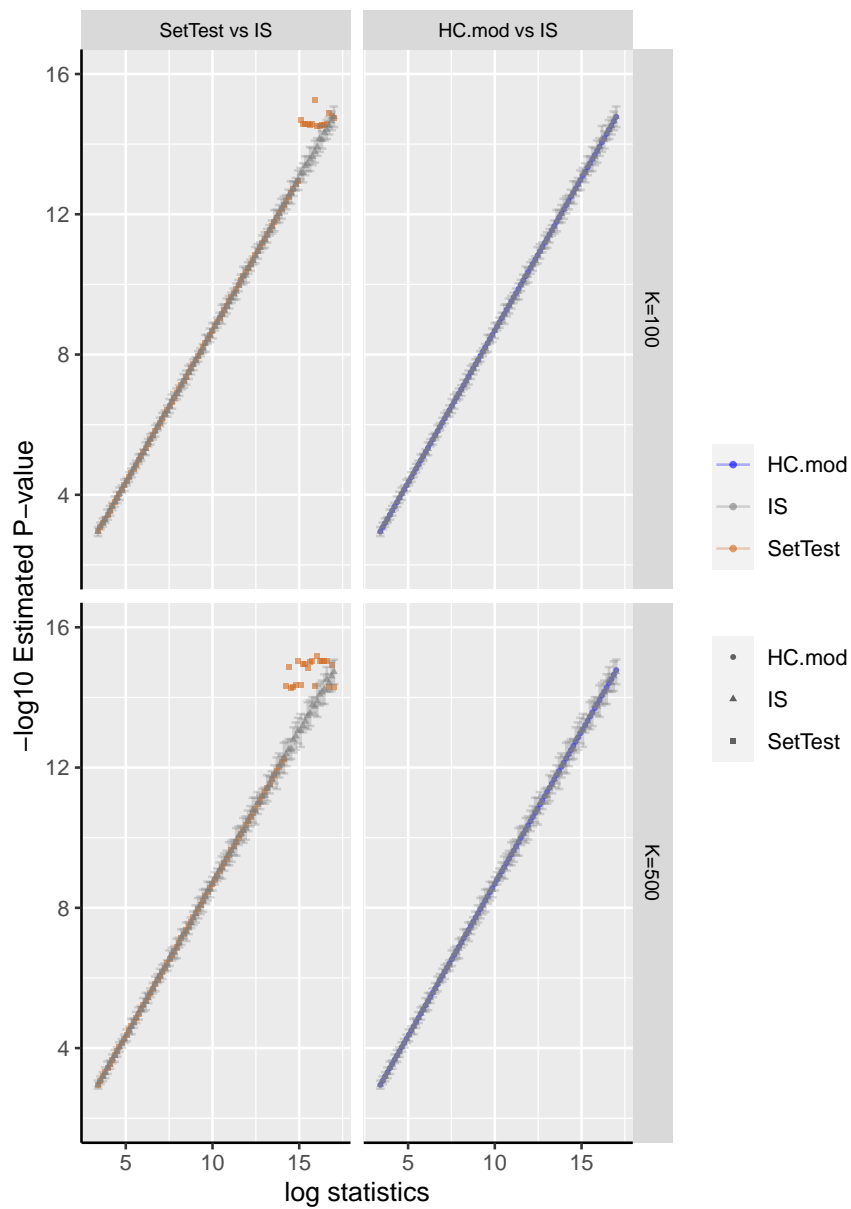 SetTest vs IS
HC.mod vs IS
16
12
8
4
K=100
16
12
8
4
K=500
−log10 Estimated P−value
5
10
15
5
10
15
log statistics
HC.mod
IS
SetTest
HC.mod
IS
SetTest